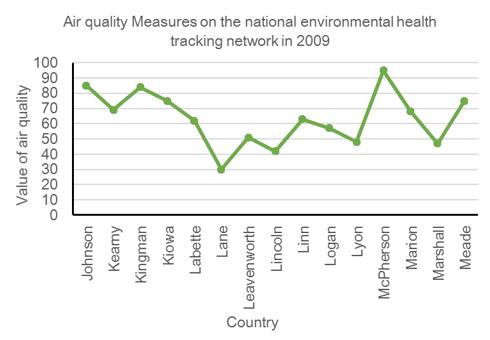 Air quality Measures on the national environmental health
tracking network in 2009
Value of air quality
100
90
80
70
60
50
40
30
20
10
0
Johnson
Kearny
Kingman
Kiowa
Labette
Lane
Leavenworth
Lincoln
Linn
Logan
Lyon
McPherson
Marion
Marshall
Meade
Country